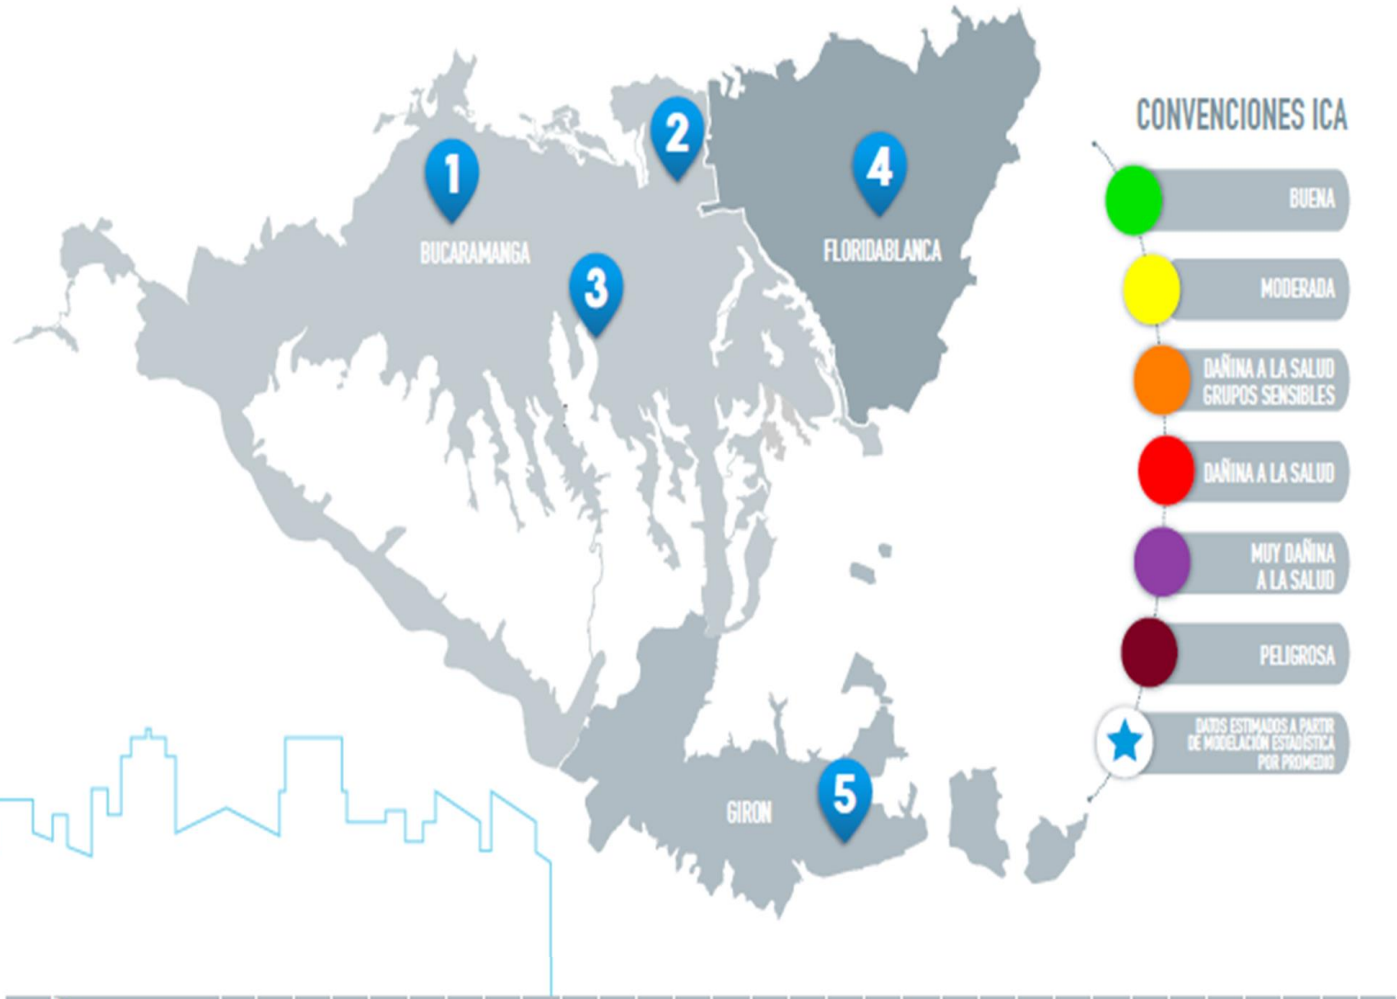 CONVENCIONES ICA
1
2
3
4
BUCARAMANGA
FLORIDABLANCA
GIRON
5
BUENA
MODERADA
DAÑINA A LA SALUD
GRUPOS SENSIBLES
DAÑINA A LA SALUD
MUY DAÑINA
A LA SALUD
PELIGROSA
DATOS ESTIMADOS A PARTIR
DE MODELACIÓN ESTADÍSTICA
POR PROMEDIO